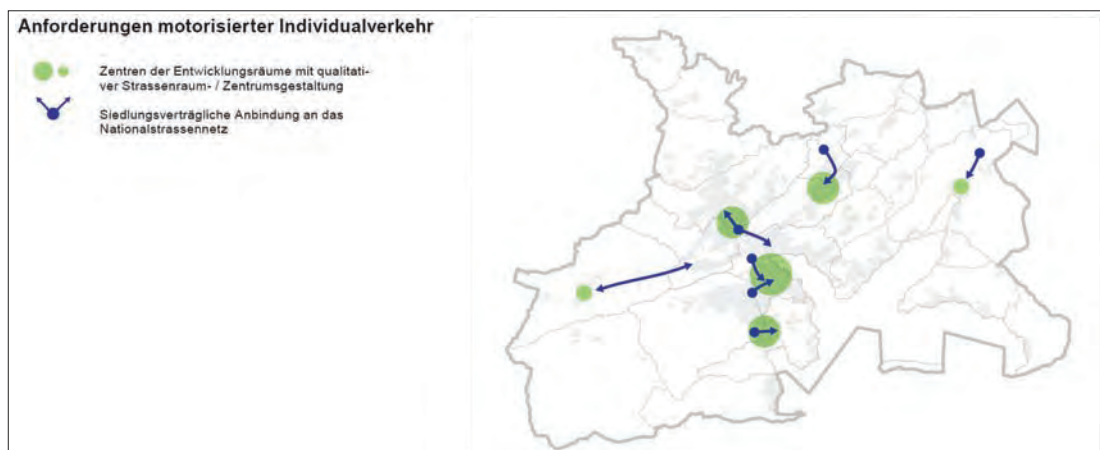 Anforderungen motorisierter Individualverkehr
Zentren der Entwicklungsräume mit qualitati-
ver Strassenraum- / Zentrumsgestaltung
Siedlungsverträgliche Anbindung an das
Nationalstrassennetz